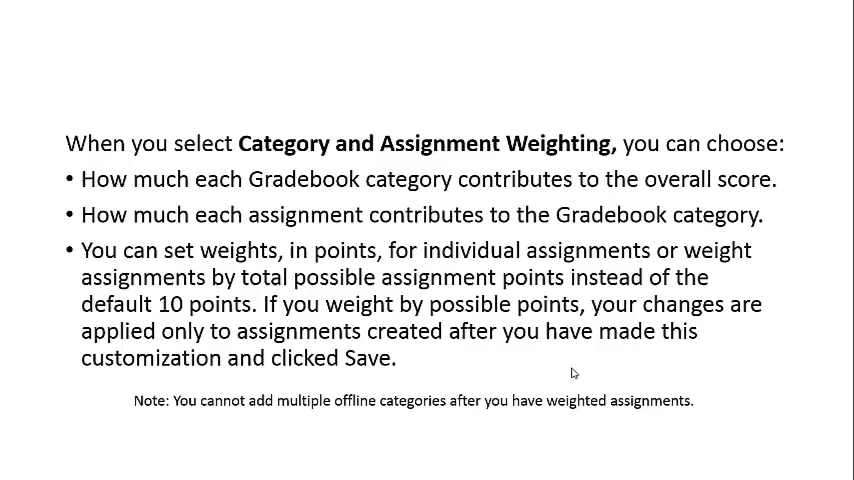 When you select Category and Assignment Weighting, you can choose:
• How much each Gradebook category contributes to the overall score.
• How much each assignment contributes to the Gradebook category.
• You can set weights, in points, for individual assignments or weight
assignments by total possible assignment points instead of the
default 10 points. If you weight by possible points, your changes are
applied only to assignments created after you have made this
customization and clicked Save.
Note: You cannot add multiple offline categories after you have weighted assignments.